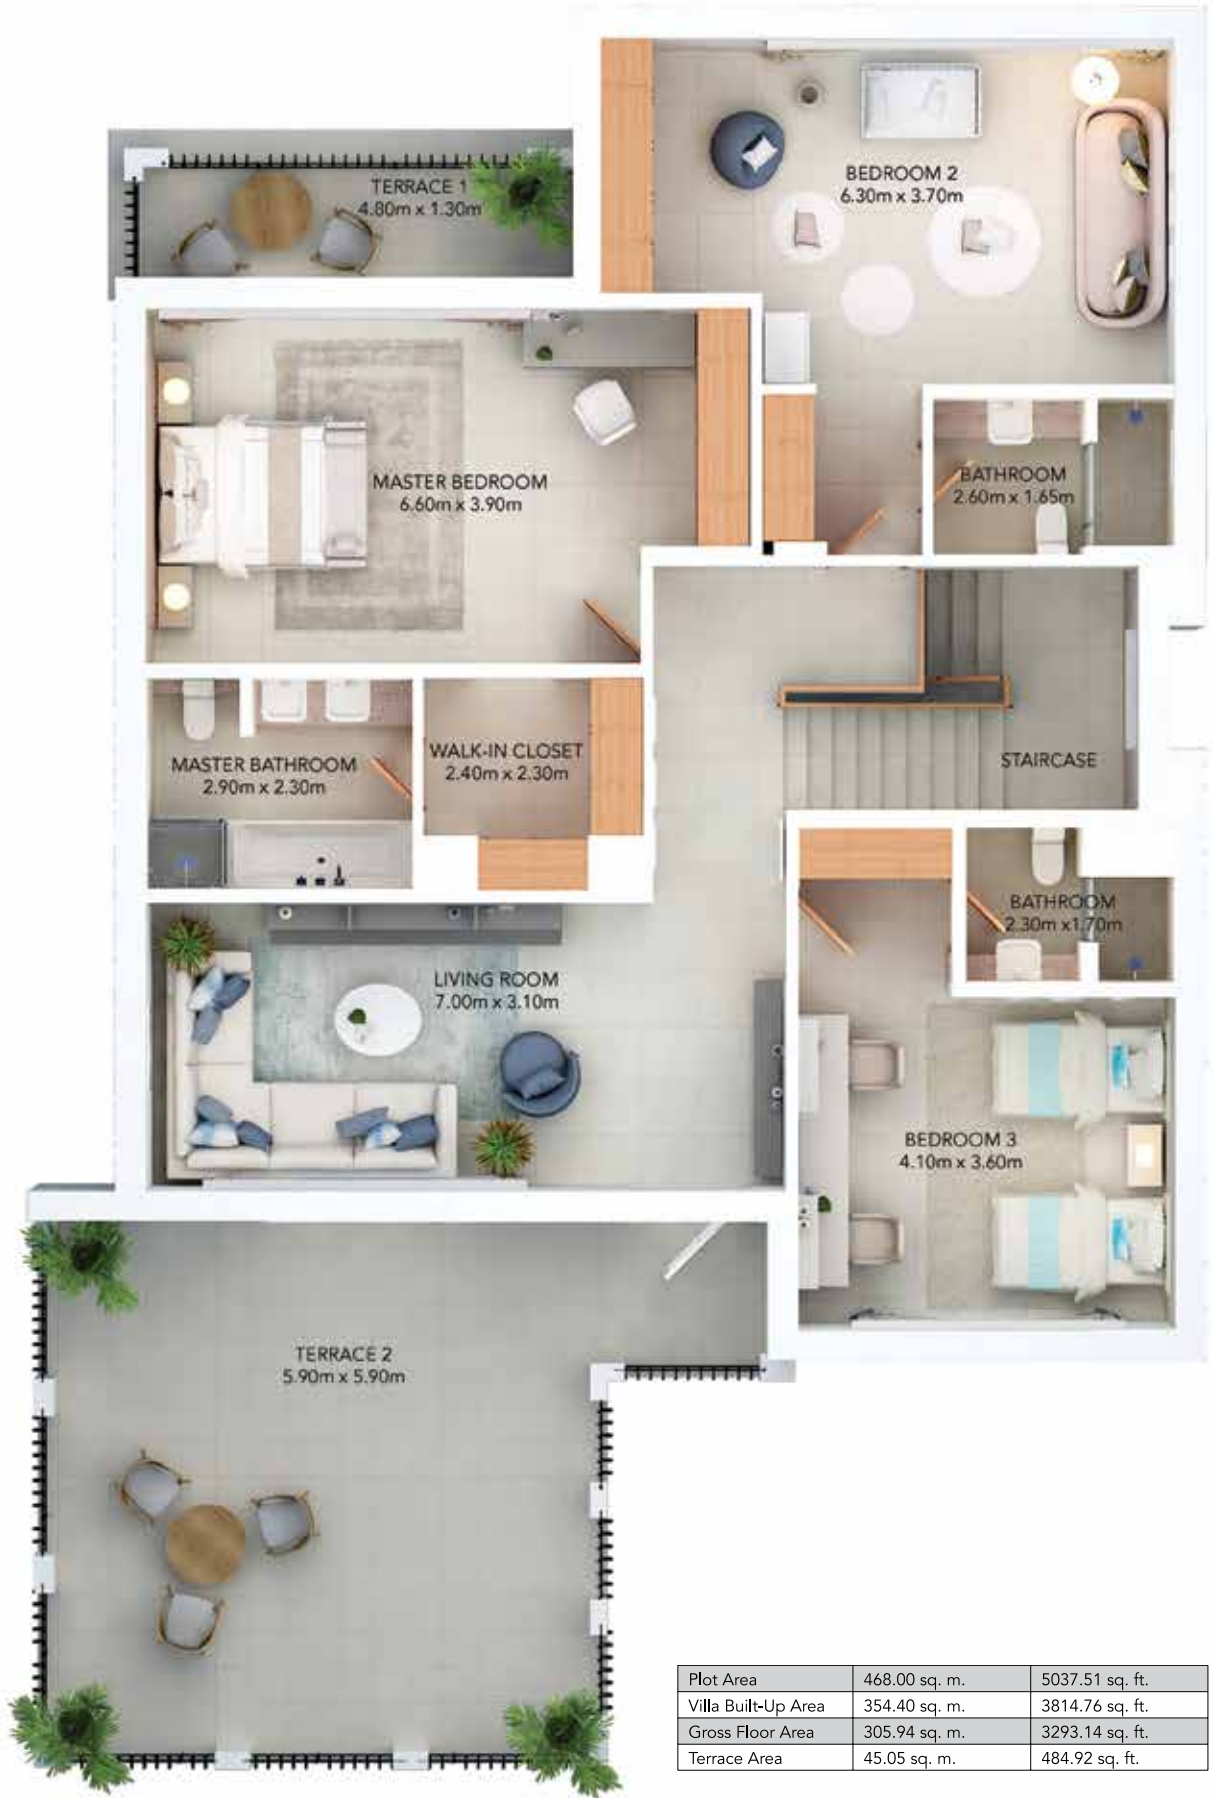 TERRACE 1
4.80m x 1.30m
BEDROOM 2
6.30m x 3.70m
MASTER BEDROOM
6.60m x 3.90m
BATHROOM
2.60m x 1.65m
MASTER BATHROOM
2.90m x 2.30m
WALK-IN CLOSET
2.40m x 2.30m
STAIRCASE
BATHROOM
2.30m x1.70m
LIVING ROOM
7.00m x 3.10m
BEDROOM 3
4.10m x 3.60m
TERRACE 2
5.90m x 5.90m
Plot Area 468.00 sq. m. 5037.51 sq. ft.
Villa Built-Up Area 354.40 sq. m. 3814.76 sq. ft.
Gross Floor Area 305.94 sq. m. 3293.14 sq. ft.
Terrace Area 45.05 sq. m. 484.92 sq. ft.